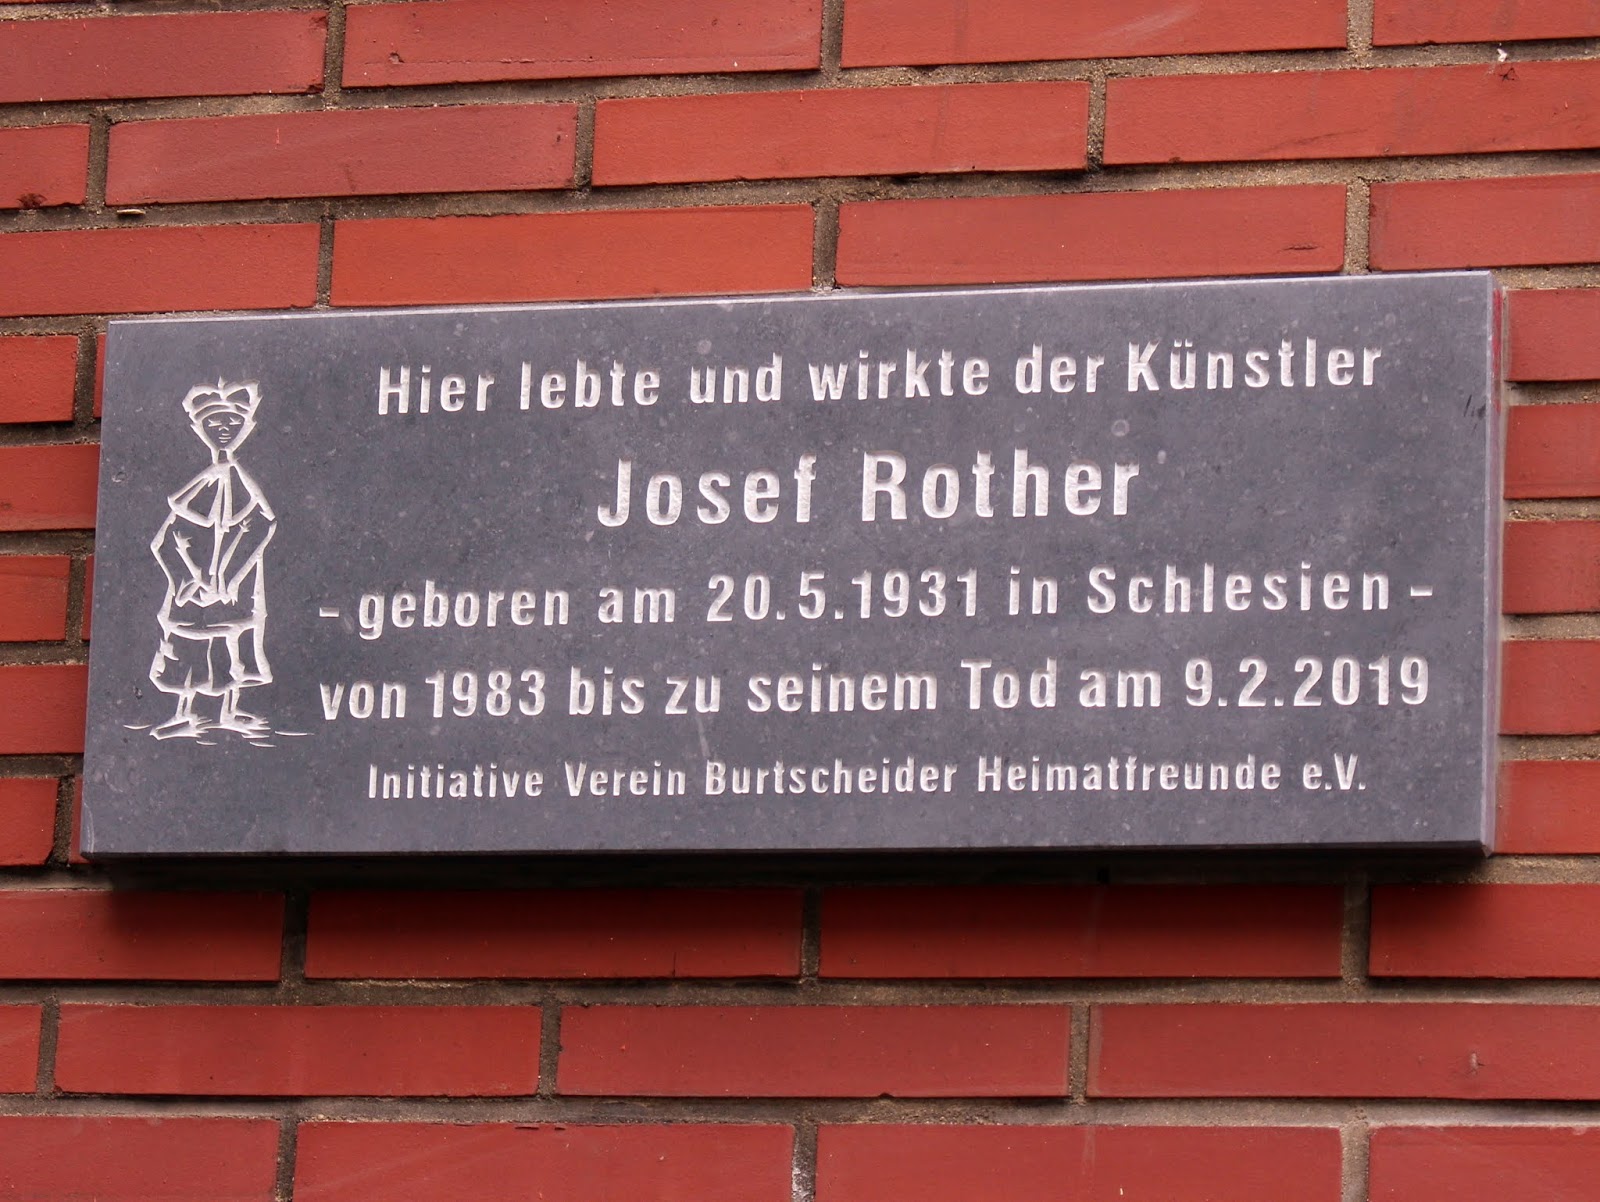 Hier lebte und wirkte der Künstler
Josef Rother
- geboren am 20.5.1931 in Schlesien -
von 1983 bis zu seinem Tod am 9.2.2019
Initiative Verein Burtscheider Heimatfreunde e.V.